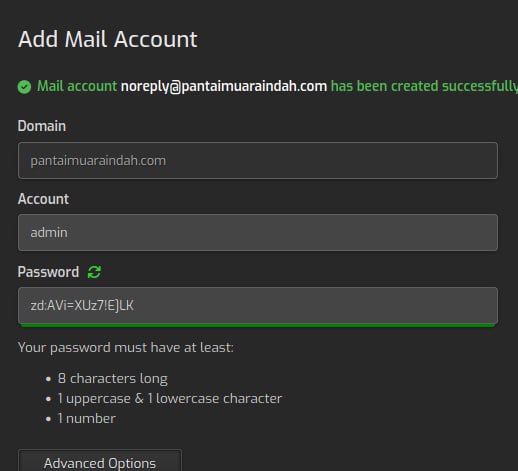 Add Mail Account
Mail account noreply@pantaimuaraindah.com has been created successfully
Domain
pantaimuaraindah.com
Account
admin
Password
zd:AVi=XUz7!E]LK
Your password must have at least:
• 8 characters long
• 1 uppercase & 1 lowercase character
• 1 number
Advanced Options